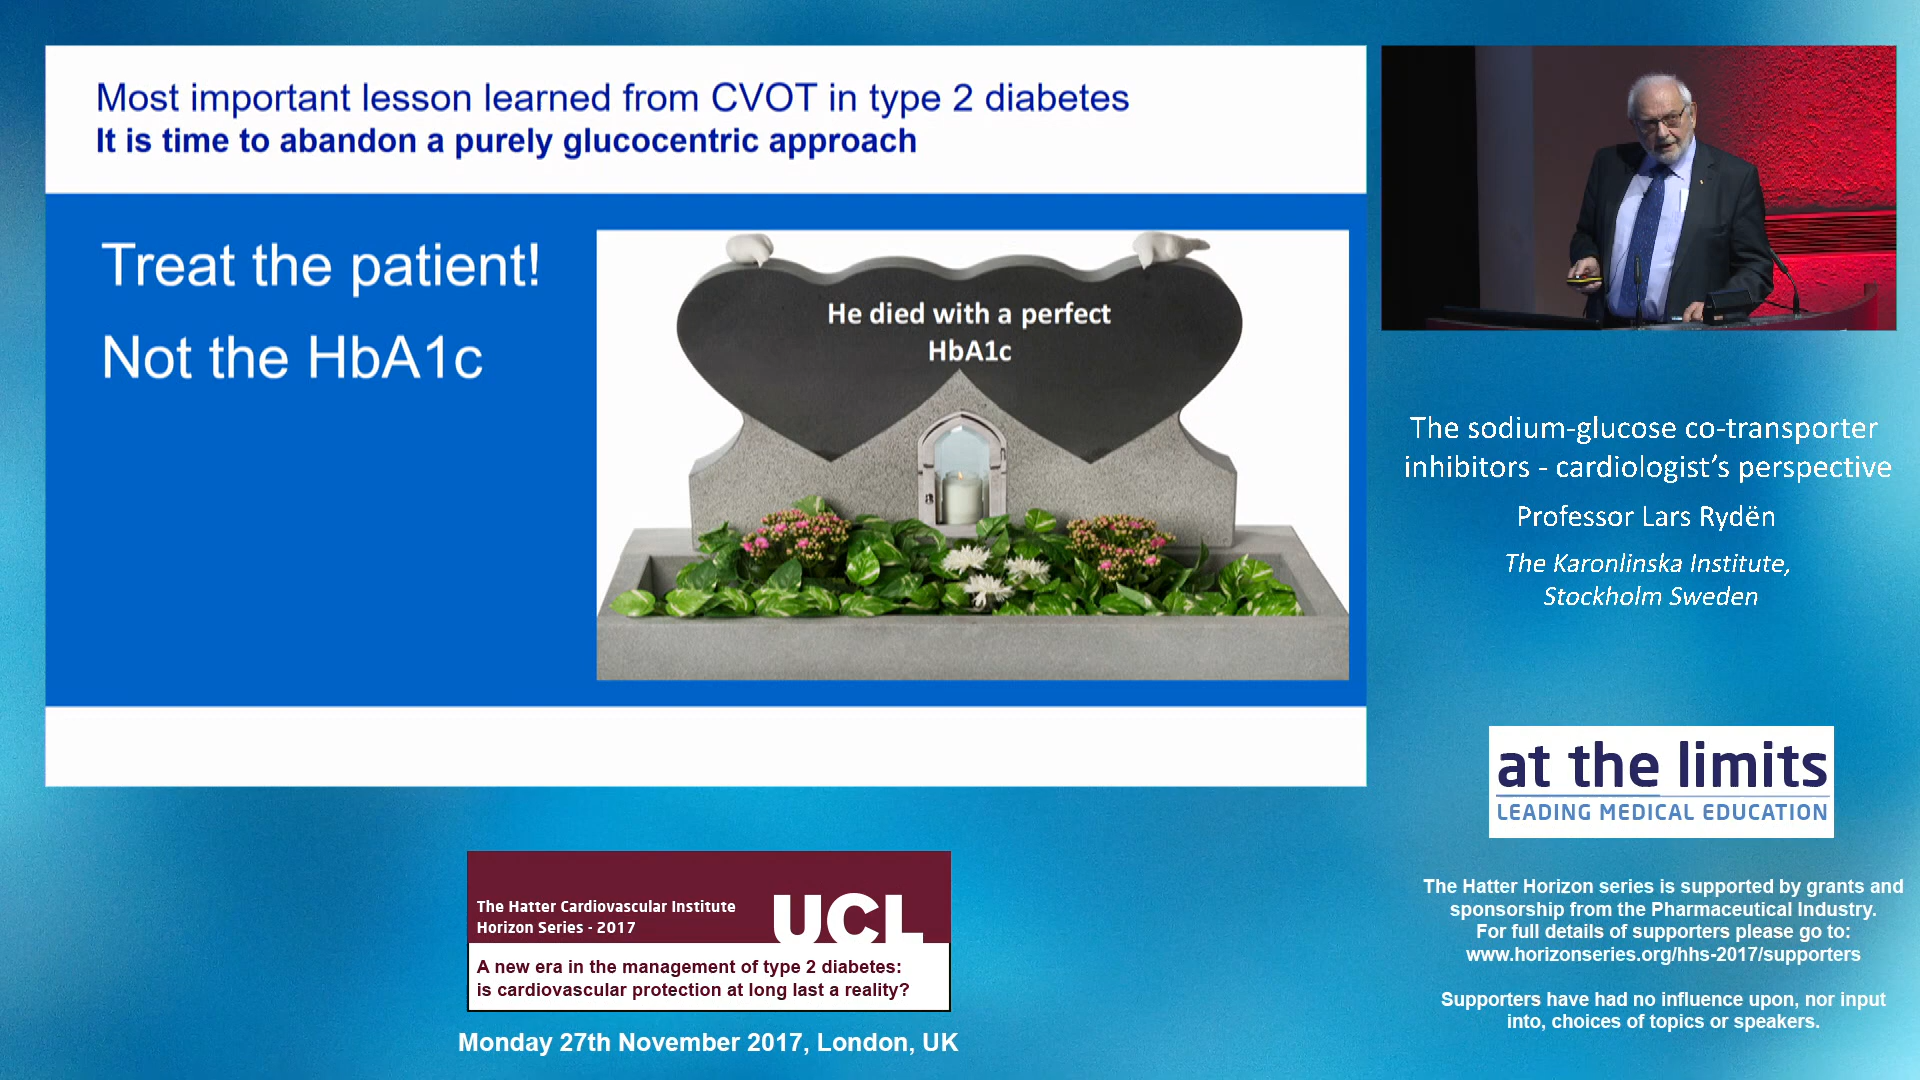 Most important lesson learned from CVOT in type 2 diabetes
It is time to abandon a purely glucocentric approach
Treat the patient!
Not the HbA1c
He died with a perfect
HbA1c
The sodium-glucose co-transporter
inhibitors - cardiologist’s perspective
Professor Lars Rydën
The Karonlinska Institute,
Stockholm Sweden
at the limits
LEADING MEDICAL EDUCATION
The Hatter Cardiovascular Institute
Horizon Series - 2017
UCL
A new era in the management of type 2 diabetes:
is cardiovascular protection at long last a reality?
Monday 27th November 2017, London, UK
The Hatter Horizon series is supported by grants and
sponsorship from the Pharmaceutical Industry.
For full details of supporters please go to:
www.horizonseries.org/hhs-2017/supporters
Supporters have had no influence upon, nor input
into, choices of topics or speakers.